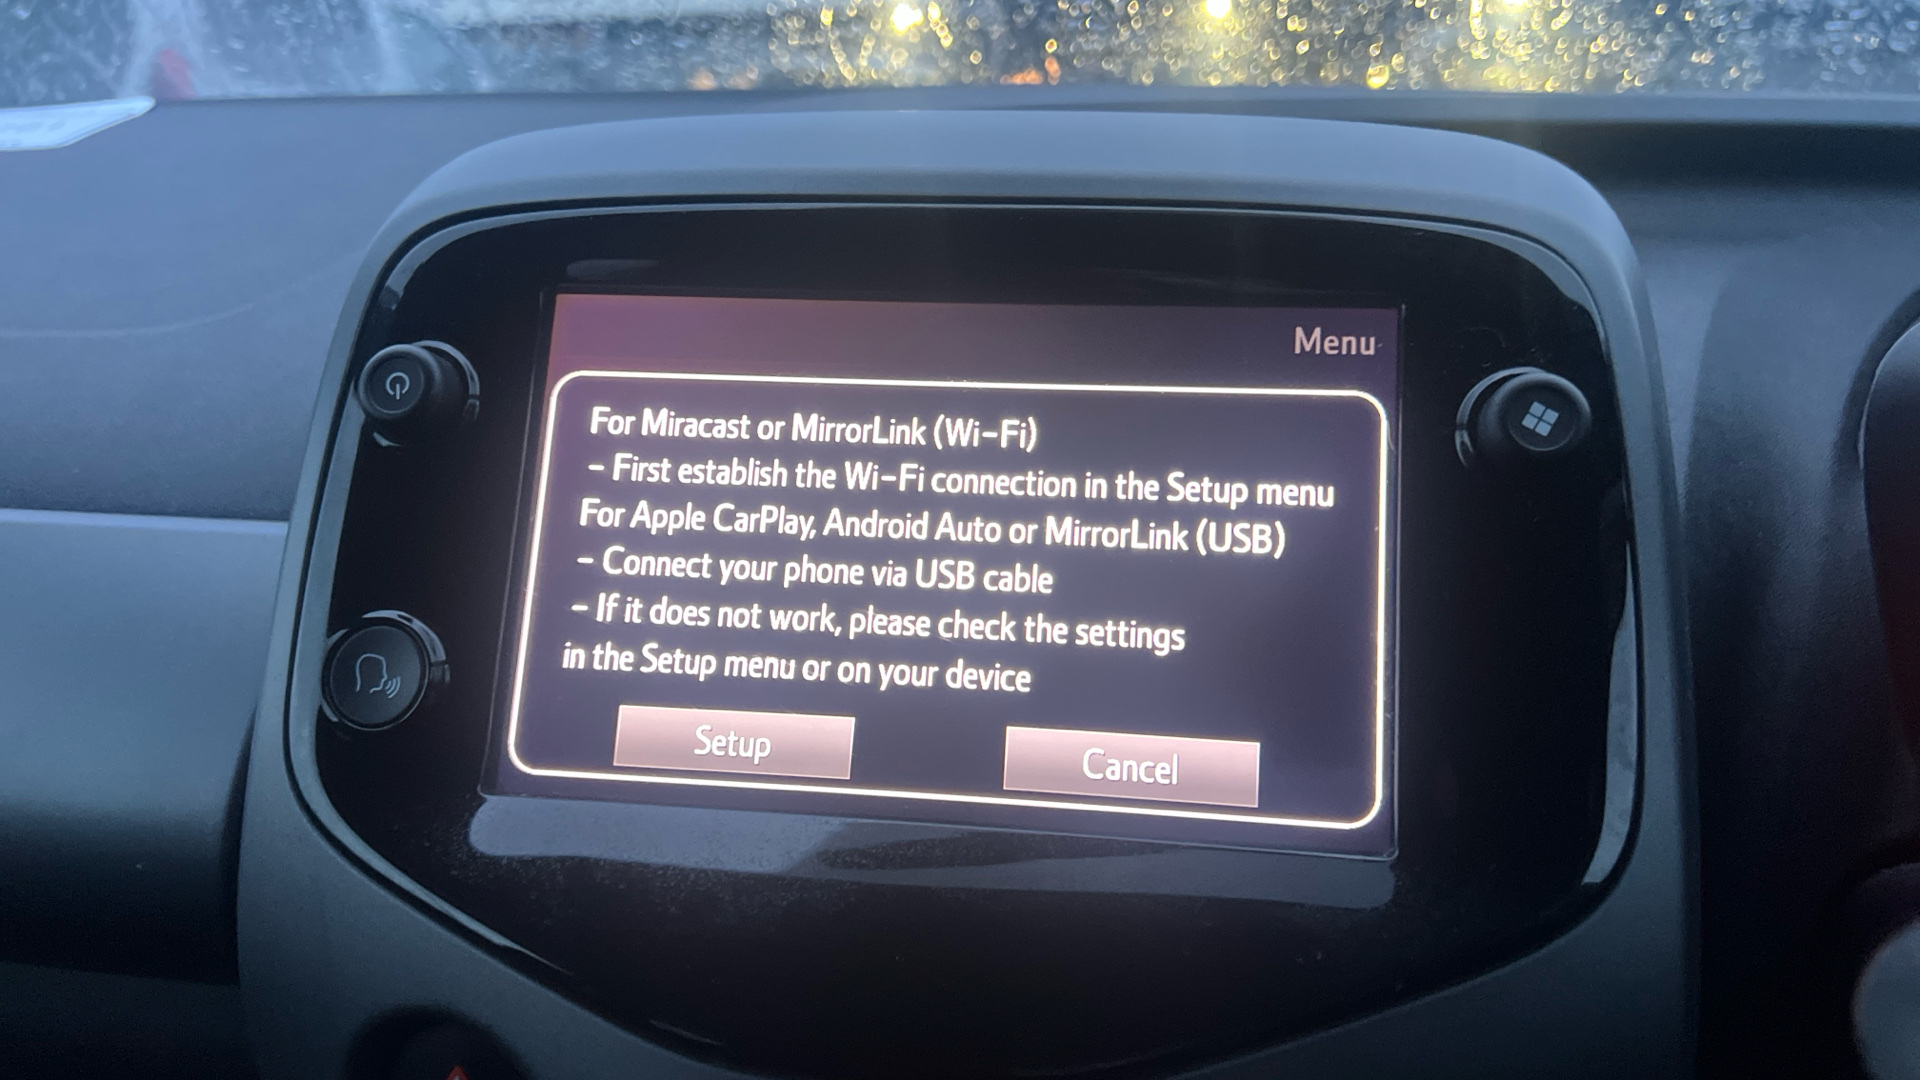 Menu
For Miracast or MirrorLink (Wi-Fi)
- First establish the Wi-Fi connection in the Setup menu
For Apple CarPlay, Android Auto or MirrorLink (USB)
- Connect your phone via USB cable
- If it does not work, please check the settings
in the Setup menu or on your device
Setup
Cancel